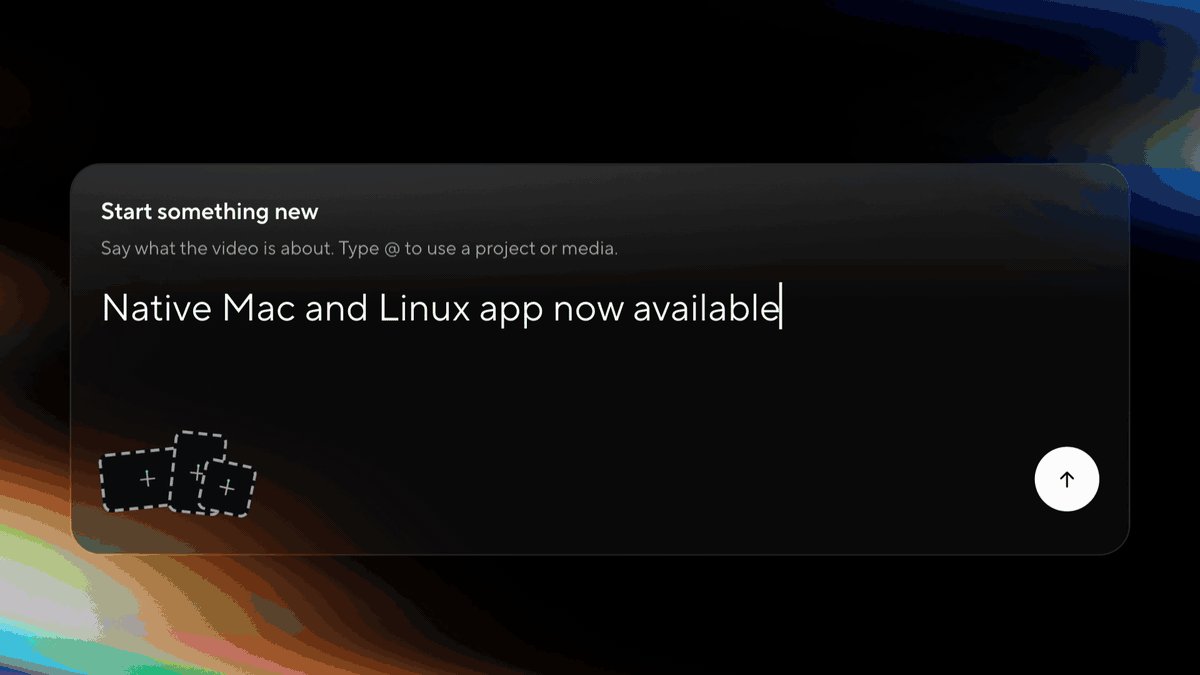 Start something new
Say what the video is about. Type @ to use a project or media.
Native Mac and Linux app now available